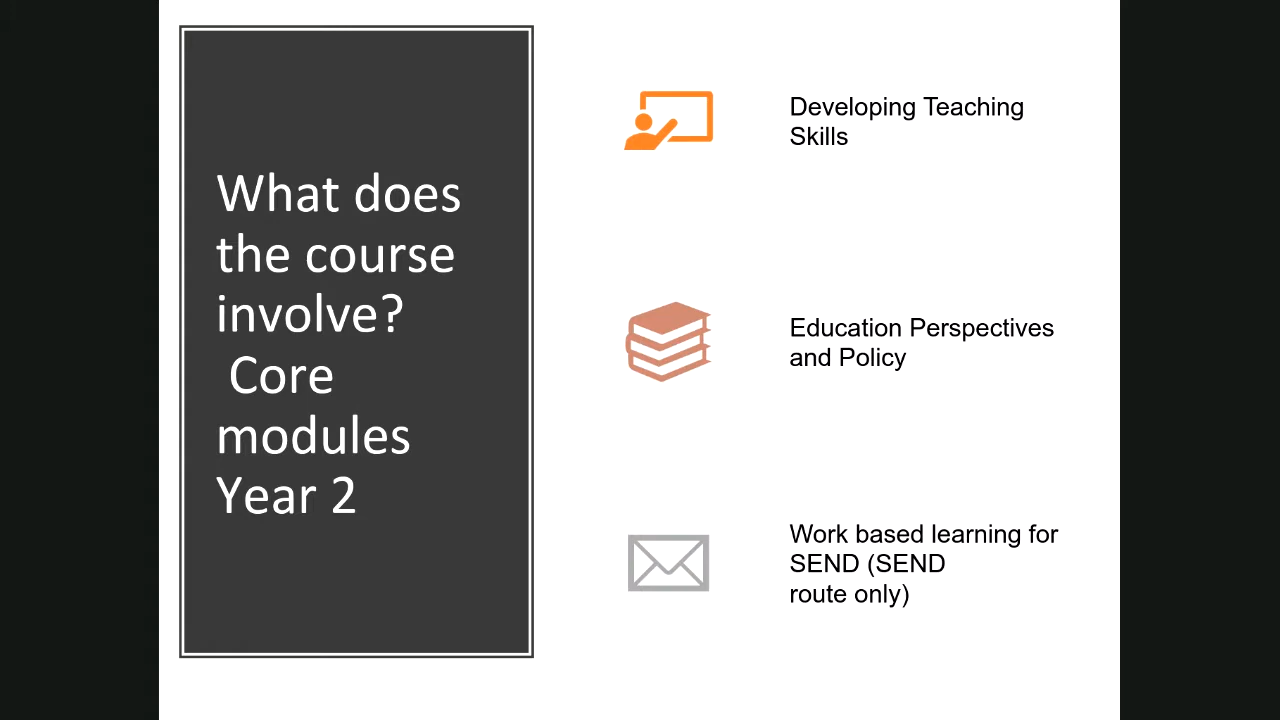 What does
the course
involve?
Core
modules
Year 2
Developing Teaching
Skills
Education Perspectives
and Policy
Work based learning for
SEND (SEND
route only)